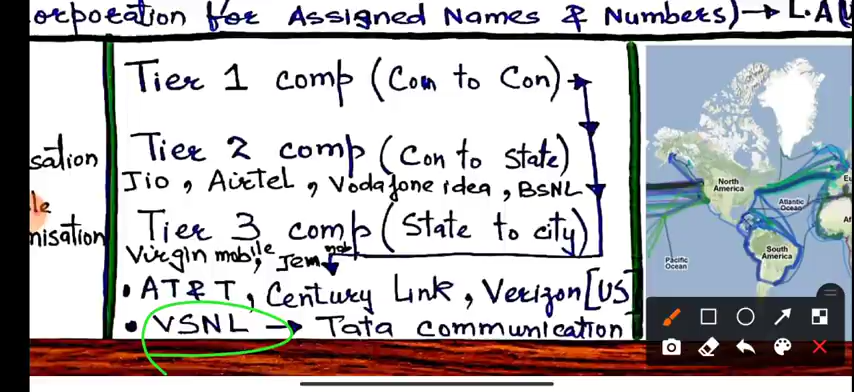 orporation for Assigned Names & Numbers) → L.A
Tier 1 comp (Con to Con)
sation
Tier 2 comp (Con to state)
Jio, Airtel, Vodafone idea, BSNL
le
nisation
Tier 3 comp (State to city)
Virgin mobile,
AT&T, Century Link, Verizon [US]
VSNL → Tata communication
North America
Atlantic Ocean
South America
Pacific Ocean